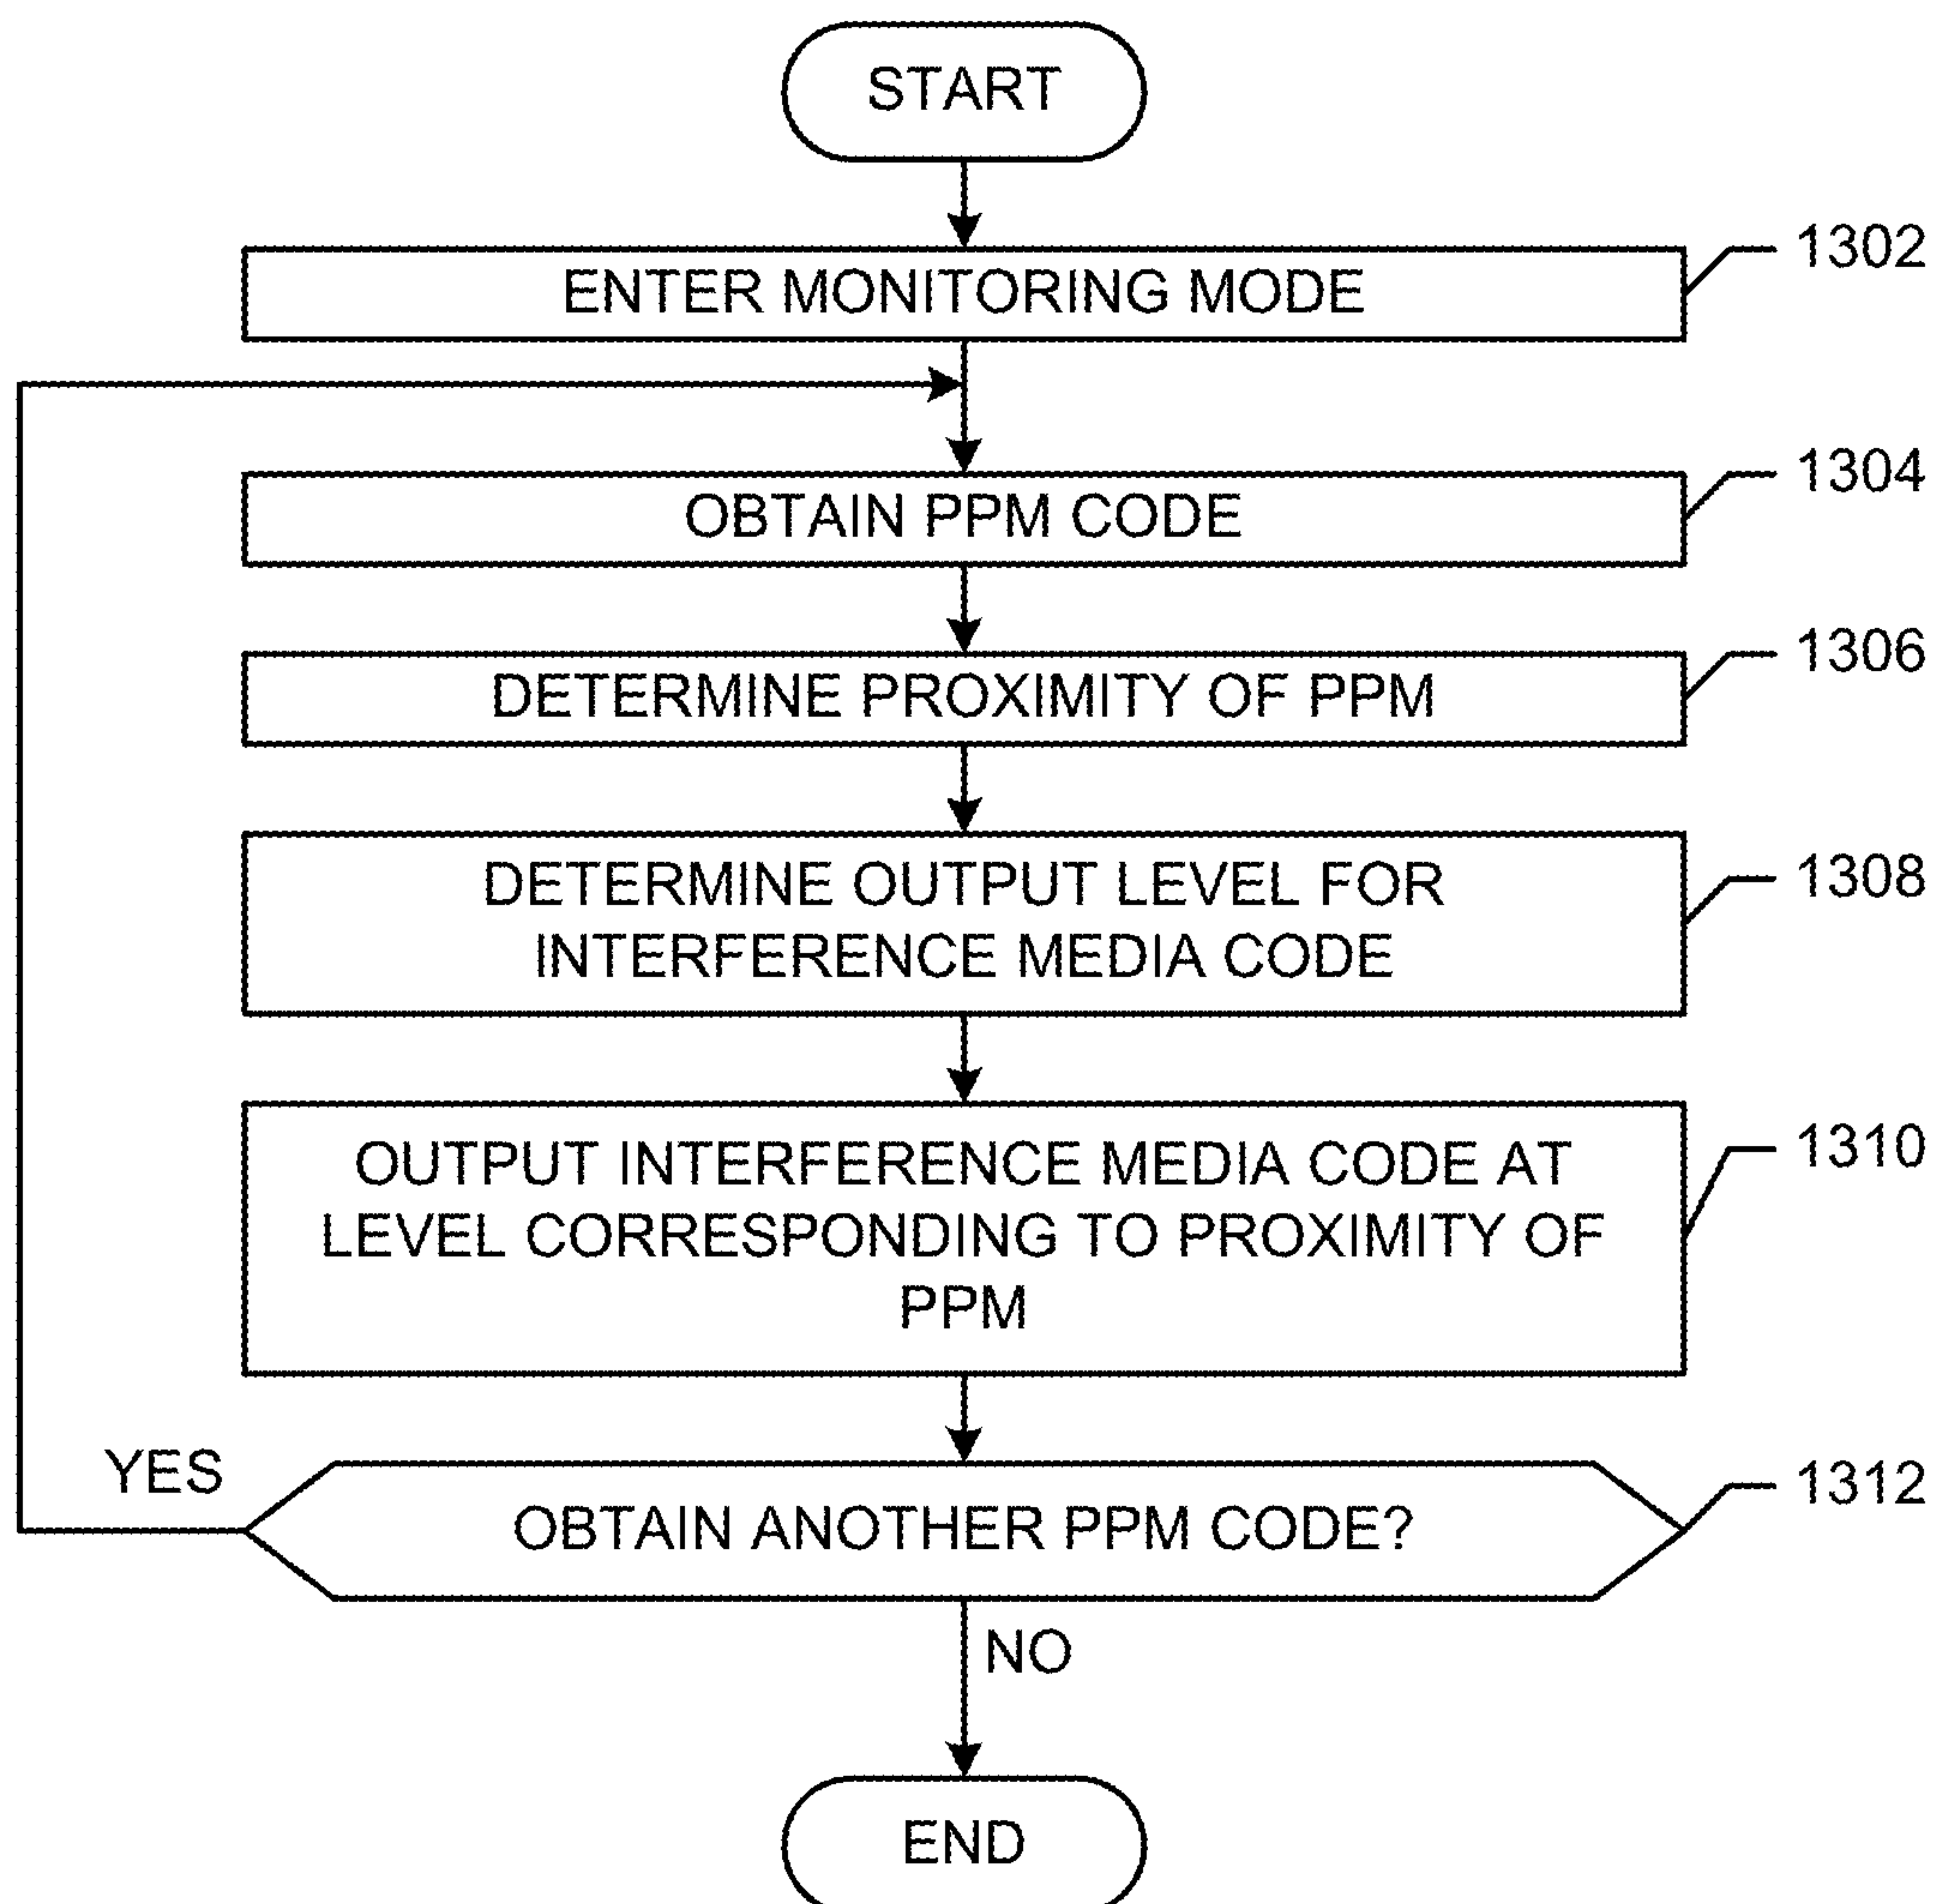 START
1302
ENTER MONITORING MODE
1304
OBTAIN PPM CODE
1306
DETERMINE PROXIMITY OF PPM
1308
DETERMINE OUTPUT LEVEL FOR
INTERFERENCE MEDIA CODE
1310
OUTPUT INTERFERENCE MEDIA CODE AT
LEVEL CORRESPONDING TO PROXIMITY OF
PPM
YES
1312
OBTAIN ANOTHER PPM CODE?
NO
END